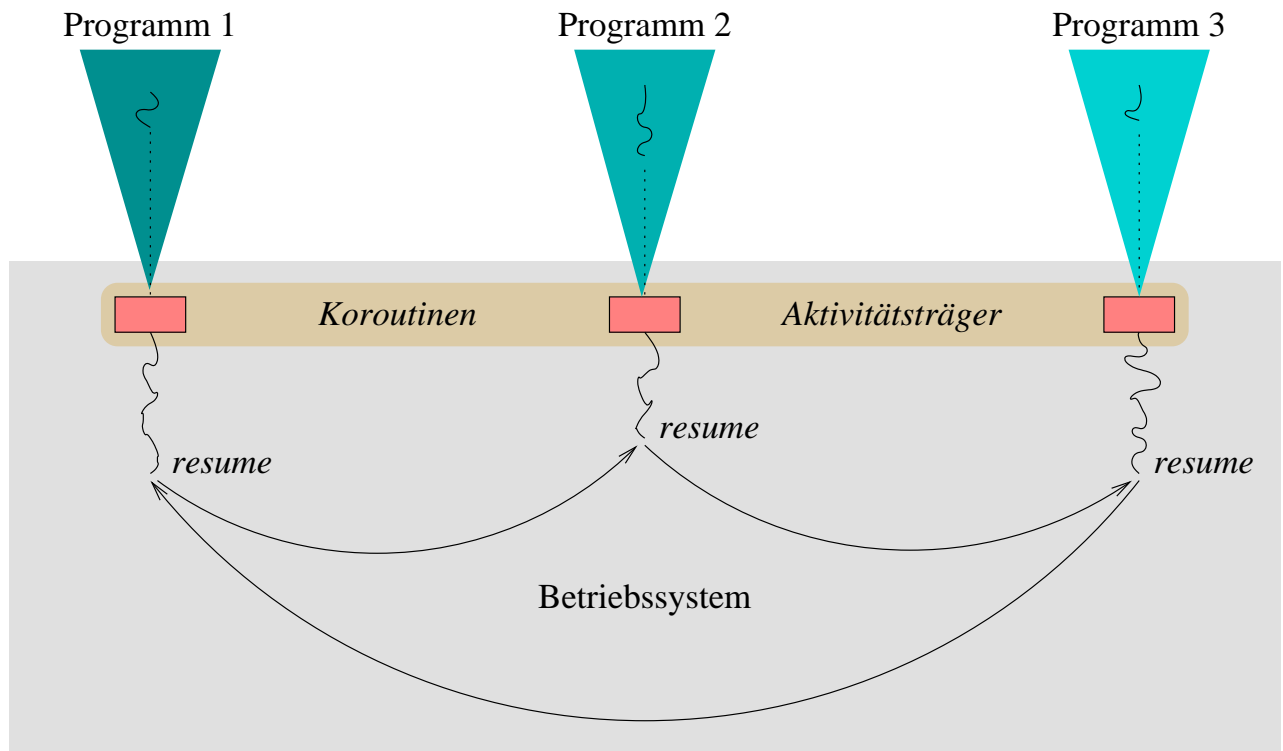 Programm 1
Programm 2
Programm 3
Koroutinen
Aktivitätsträger
resume
resume
resume
Betriebssystem